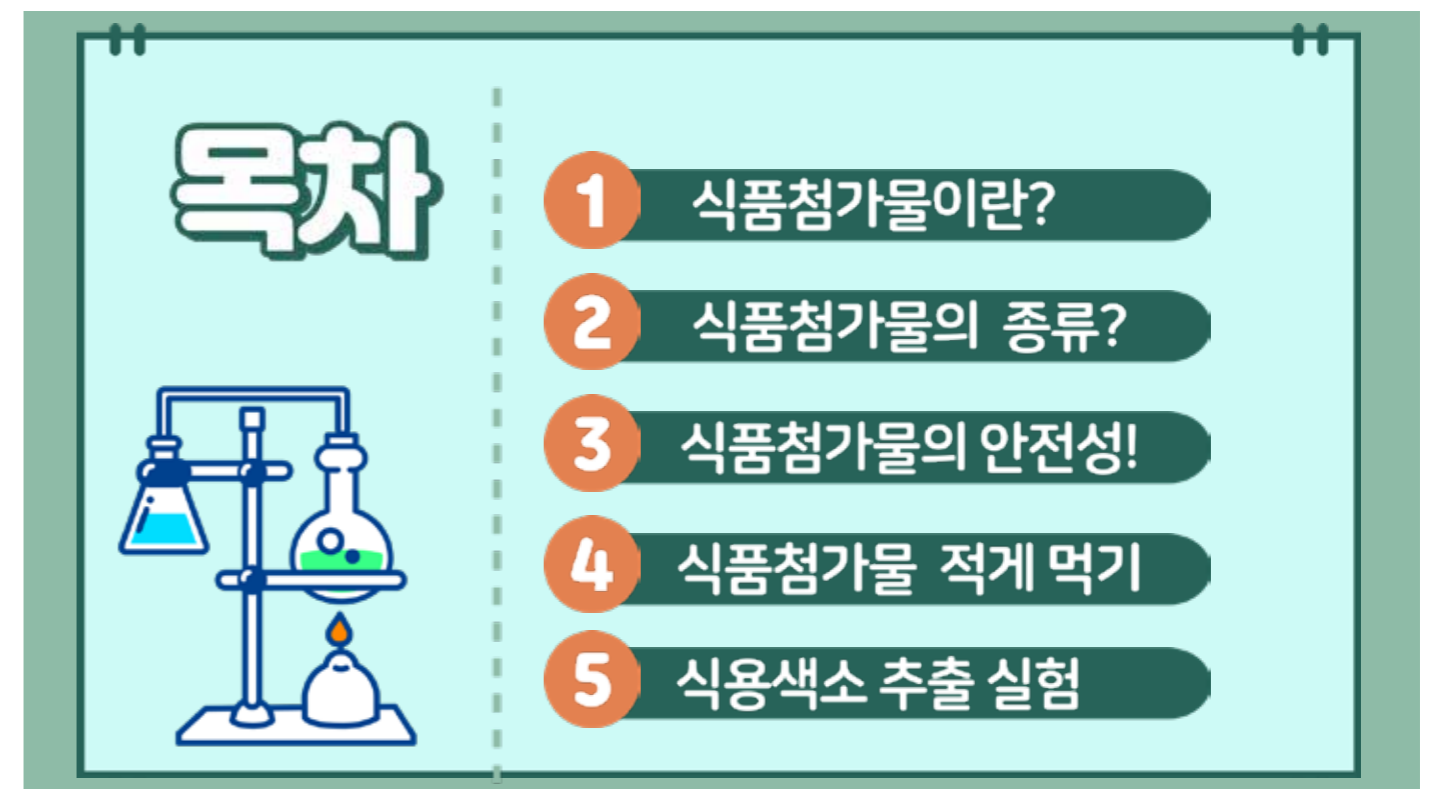 목차
1 식품첨가물이란?
2 식품첨가물의 종류?
3 식품첨가물의 안전성!
4 식품첨가물 적게 먹기
5 식용색소 추출 실험